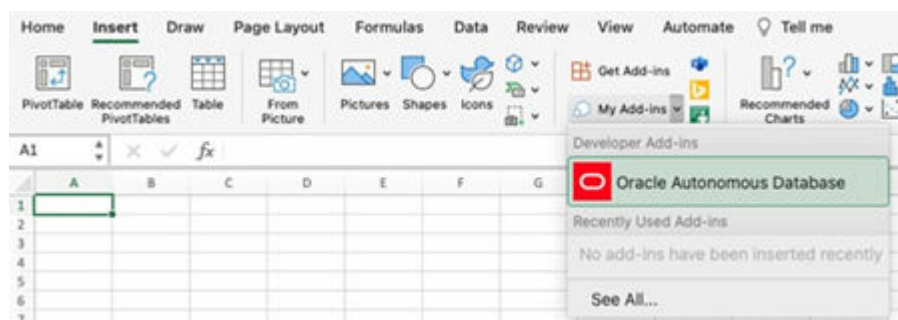 Home Insert Draw Page Layout Formulas Data Review View Automate Tell me
Get Add-ins
My Add-ins
PivotTable Recommended PivotTables Table From Picture Pictures Shapes Icons Recommended Charts
A1 fx
Developer Add-ins
A B C D E F G
Oracle Autonomous Database
1
2
Recently Used Add-ins
3
4
No add-ins have been inserted recently
5
6
See All...
7